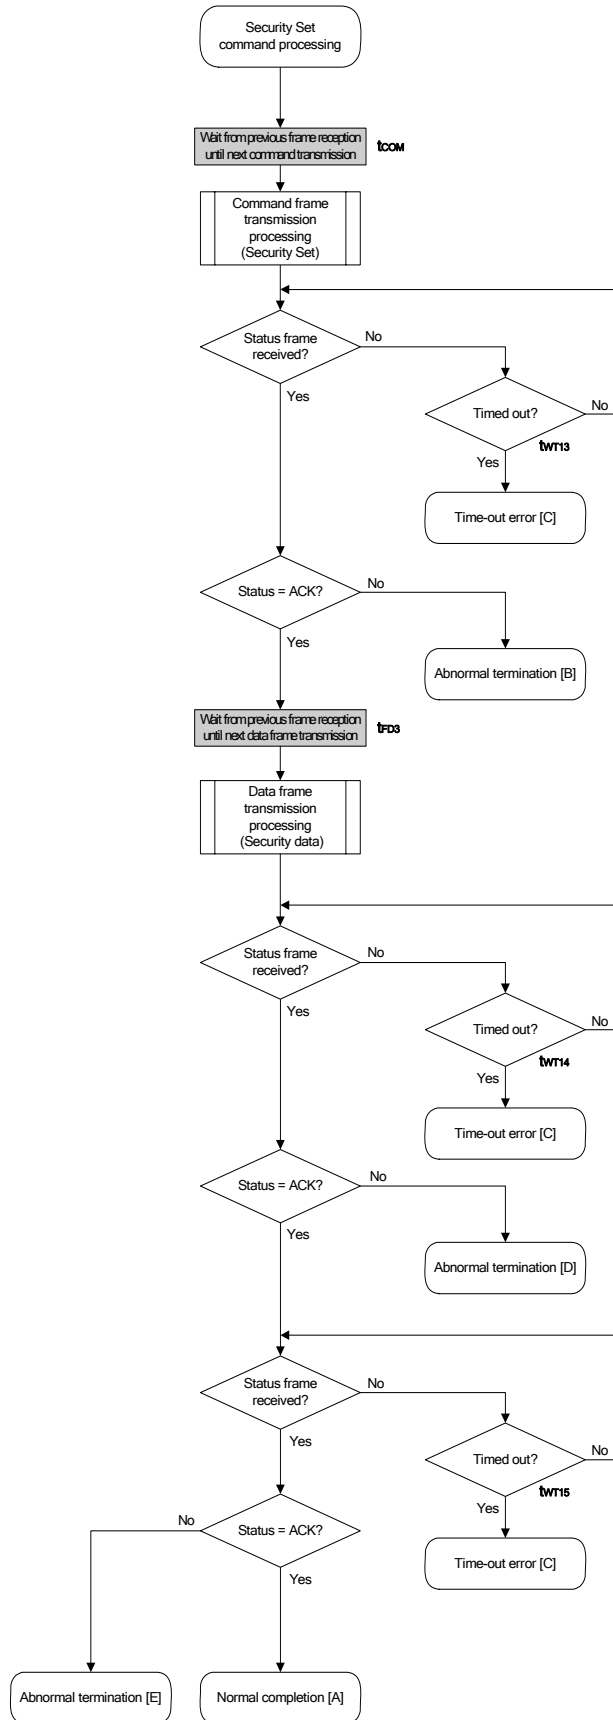 Security Set
command processing
Wait from previous frame reception
until next command transmission
tCOM
Command frame
transmission
processing
(Security Set)
Status frame
received?
No
Yes
Timed out?
No
tWT13
Yes
Time-out error [C]
Status = ACK?
No
Yes
Abnormal termination [B]
Wait from previous frame reception
until next data frame transmission
tFD3
Data frame
transmission
processing
(Security data)
Status frame
received?
No
Yes
Timed out?
No
tWT14
Yes
Time-out error [C]
Status = ACK?
No
Yes
Abnormal termination [D]
Status frame
received?
No
Yes
Timed out?
No
tWT15
Yes
Time-out error [C]
No
Status = ACK?
Yes
Abnormal termination [E]
Normal completion [A]